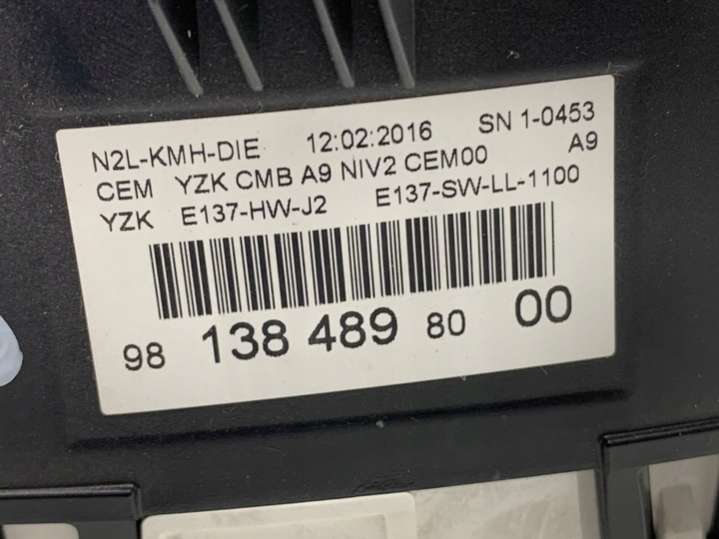 N2L-KMH-DIE 12:02:2016 SN 1-0453
CEM YZK CMB A9 NIV2 CEM00 A9
YZK E137-HW-J2 E137-SW-LL-1100
98 138 489 80 00